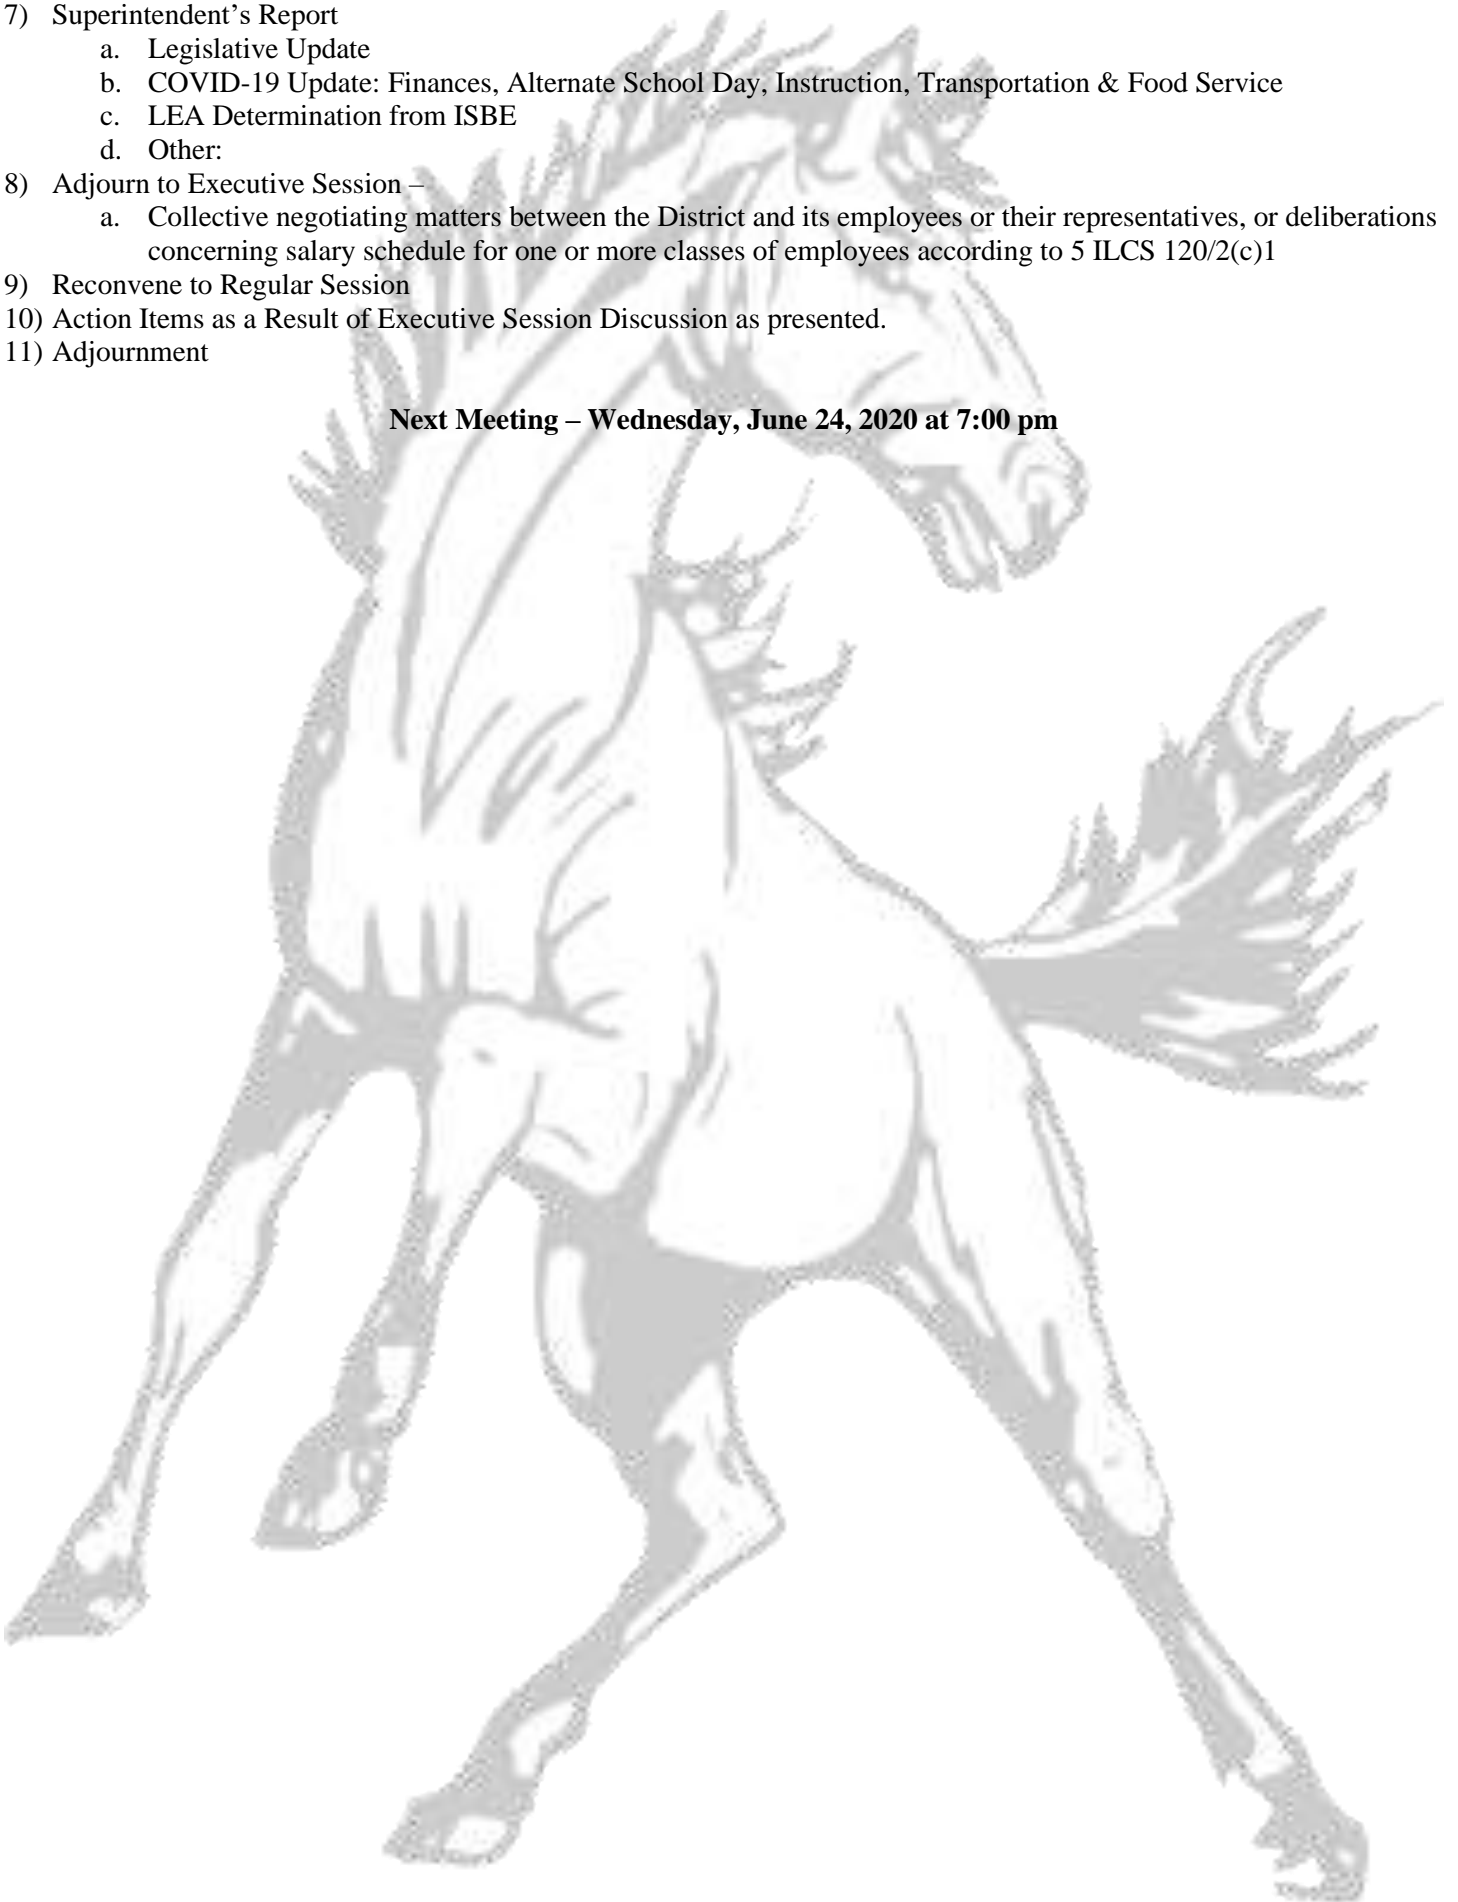 7) Superintendent’s Report
a. Legislative Update
b. COVID-19 Update: Finances, Alternate School Day, Instruction, Transportation & Food Service
c. LEA Determination from ISBE
d. Other:
8) Adjourn to Executive Session –
a. Collective negotiating matters between the District and its employees or their representatives, or deliberations
concerning salary schedule for one or more classes of employees according to 5 ILCS 120/2(c)1
9) Reconvene to Regular Session
10) Action Items as a Result of Executive Session Discussion as presented.
11) Adjournment
Next Meeting – Wednesday, June 24, 2020 at 7:00 pm